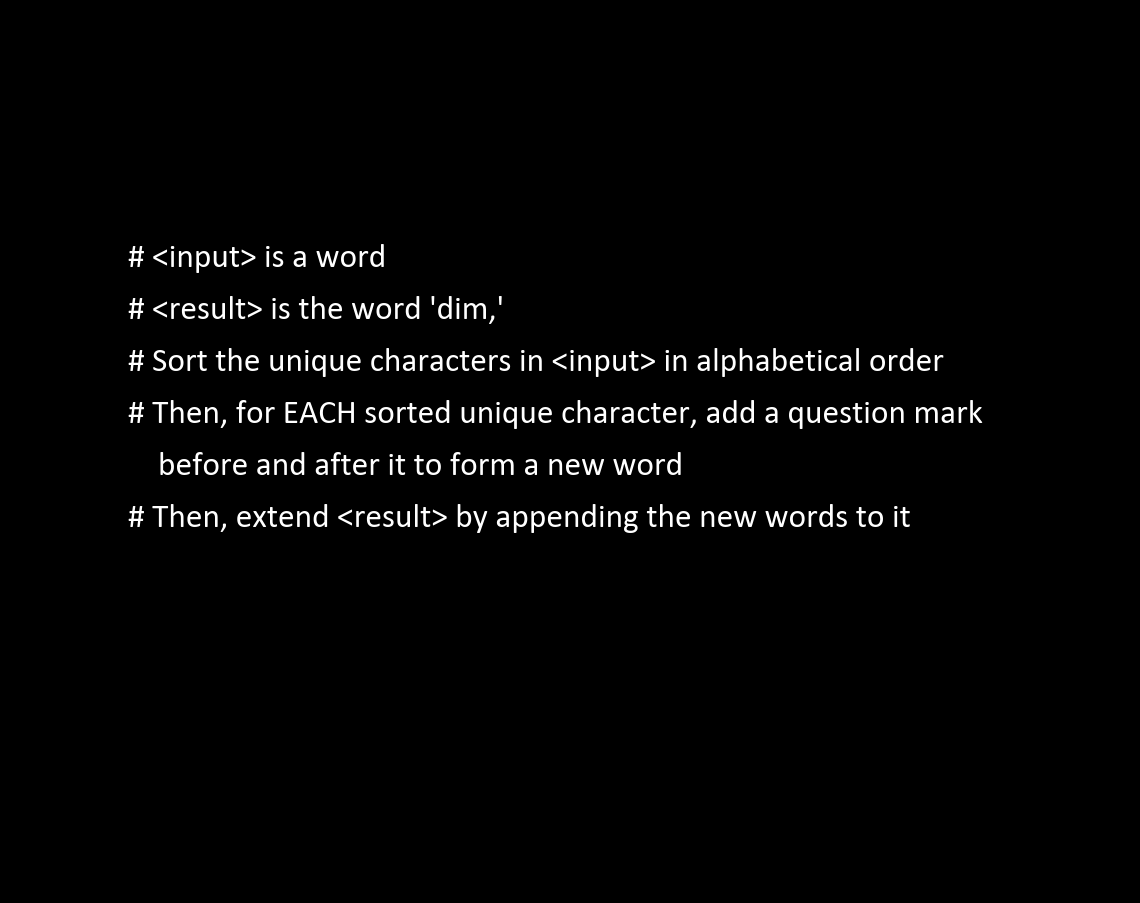 # <input> is a word
# <result> is the word 'dim,'
# Sort the unique characters in <input> in alphabetical order
# Then, for EACH sorted unique character, add a question mark
before and after it to form a new word
# Then, extend <result> by appending the new words to it